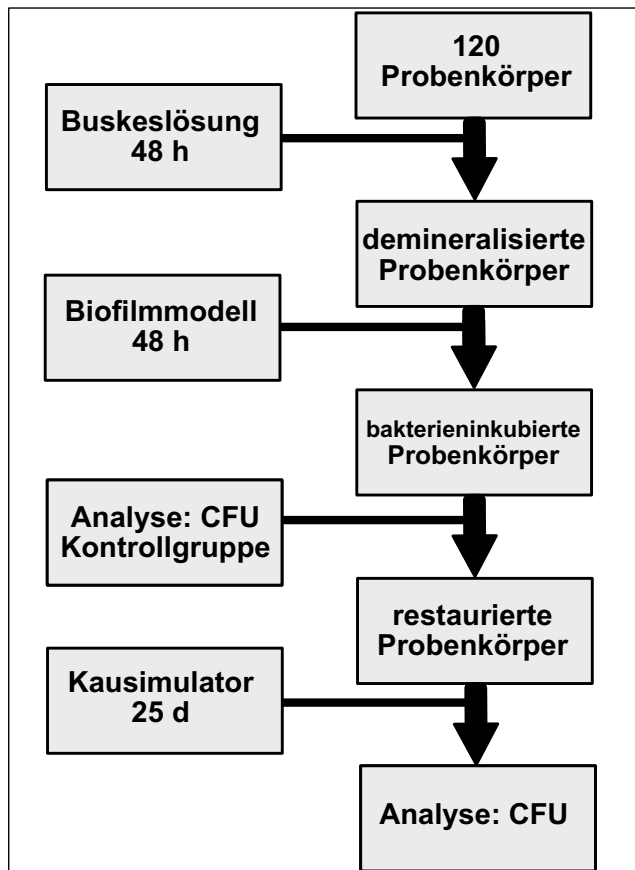 120
Probenkörper
Buskeslösung
48 h
demineralisierte
Probenkörper
Biofilmmodell
48 h
bakterieninkubierte
Probenkörper
Analyse: CFU
Kontrollgruppe
restaurierte
Probenkörper
Kausimulator
25 d
Analyse: CFU